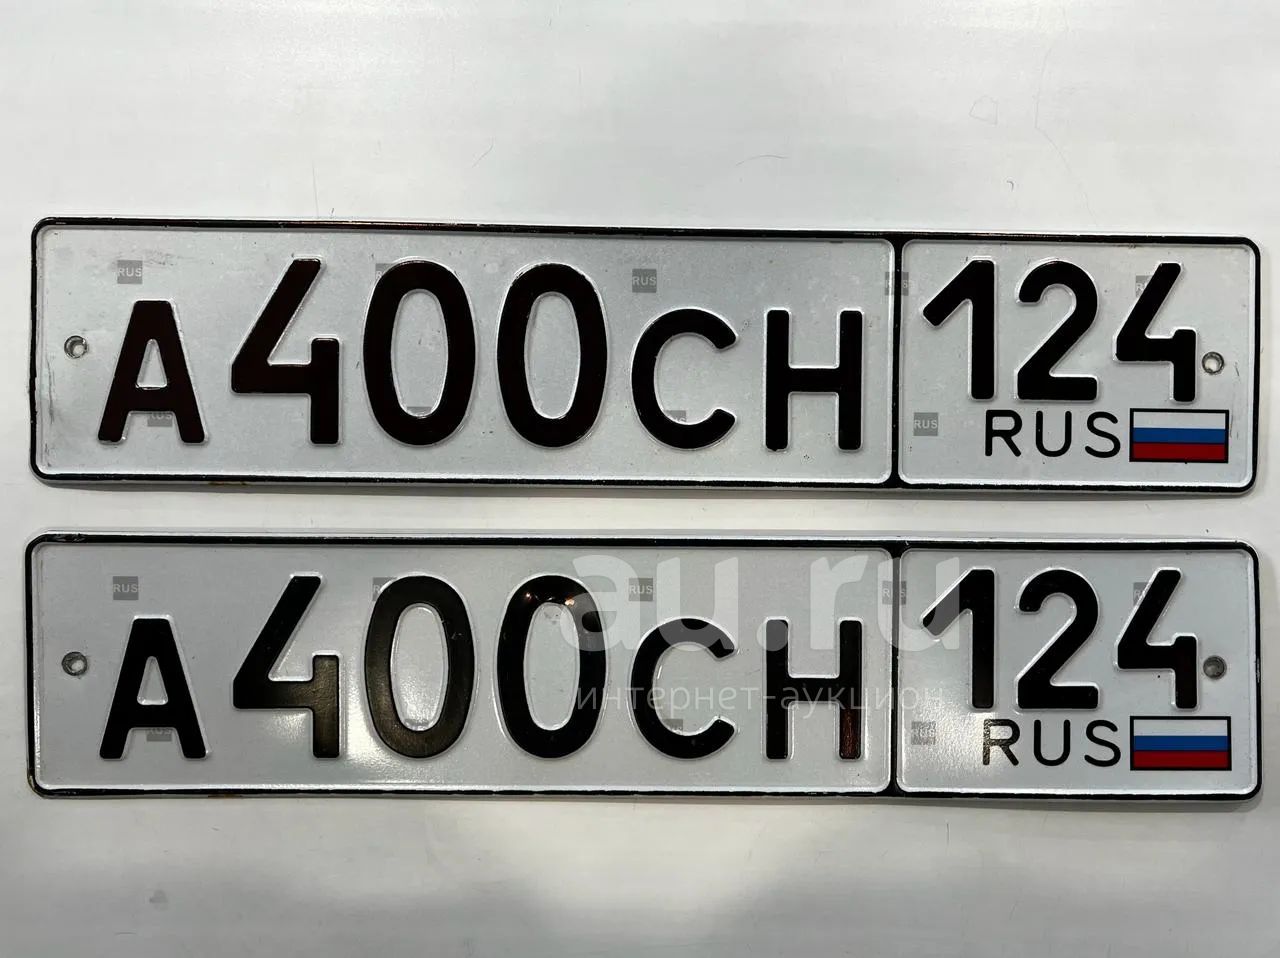 А400СН 124
RUS
А400СН 124
RUS
au.ru
интернет-аукцион